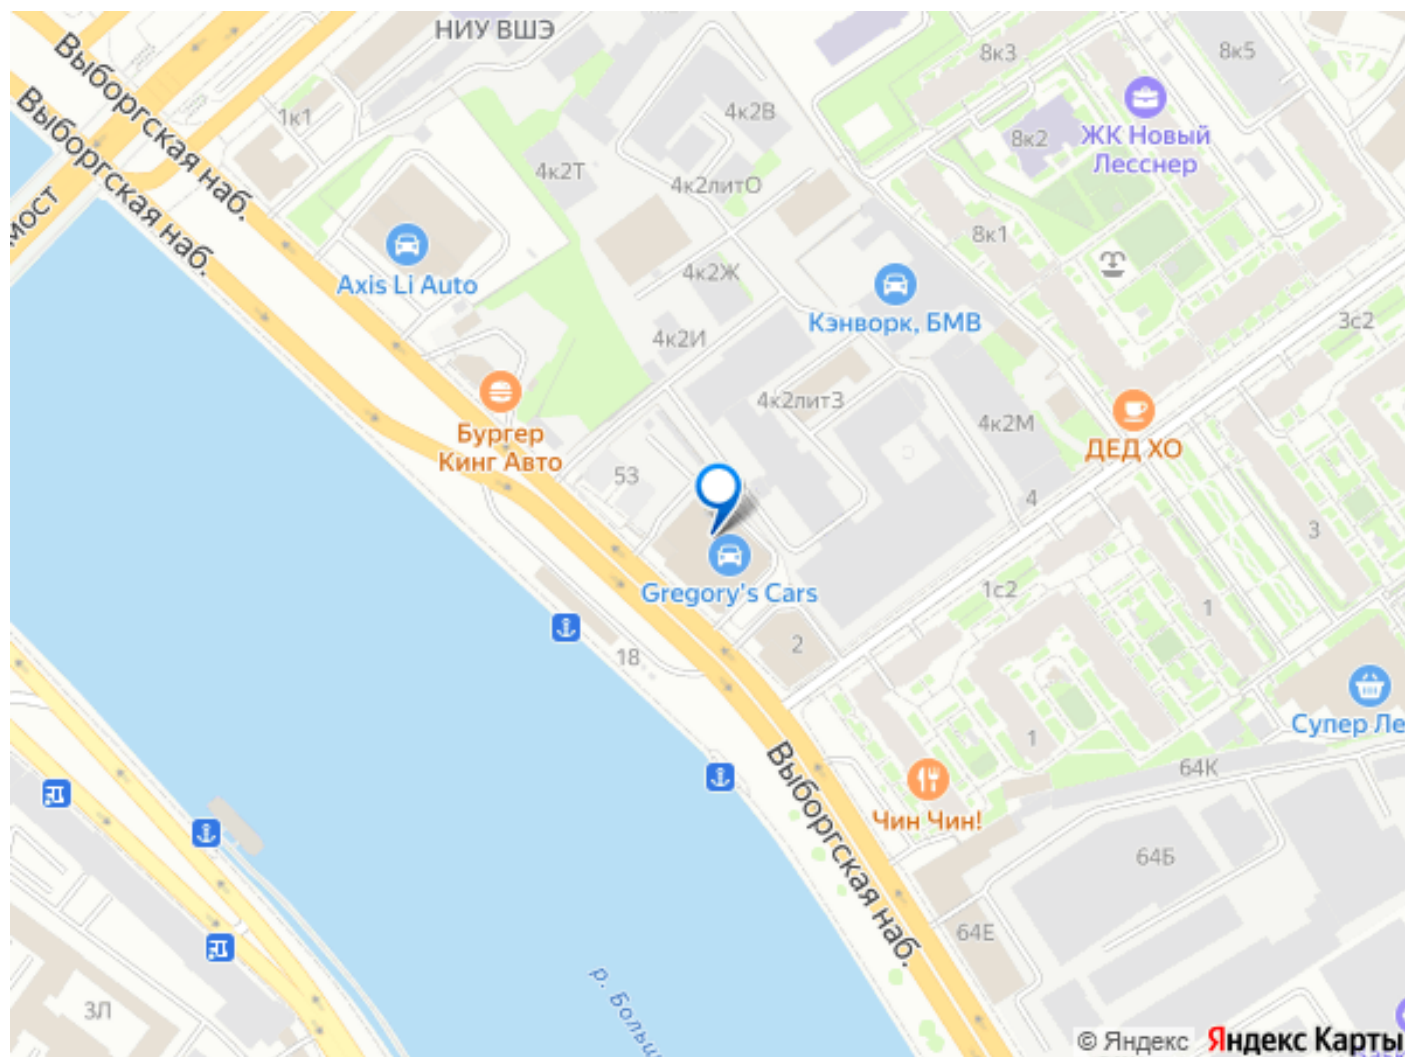 НИУ ВШЭ
8к3
8к5
Выборгская наб.
Выборгская наб.
1к1
4к2В
8к2
ЖК Новый
Лесснер
4к2Т
4к2литО
мост
8к1
Axis Li Auto
4к2Ж
Кэнворк, БМВ
3с2
4к2И
4к2лит3
4к2М
Бургер
Кинг Авто
ДЕД ХО
53
С
4
3
Gregory's Cars
1с2
1
2
18
Супер Ле
1
Выборгская наб.
64К
Чин Чин!
64Б
64Е
р. Больш
3Л
© Яндекс Яндекс Карты